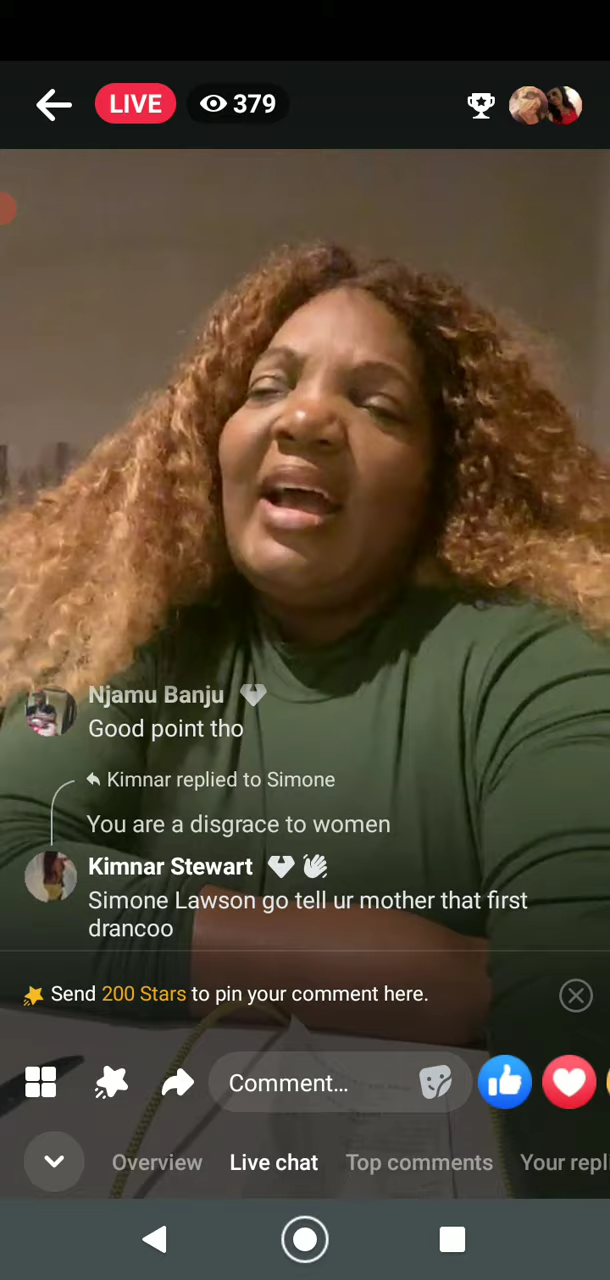 LIVE
379
Njamu Banju
Good point tho
Kimnar replied to Simone
You are a disgrace to women
Kimnar Stewart
Simone Lawson go tell ur mother that first
drancoo
Send 200 Stars to pin your comment here.
Comment...
Overview Live chat Top comments Your repli